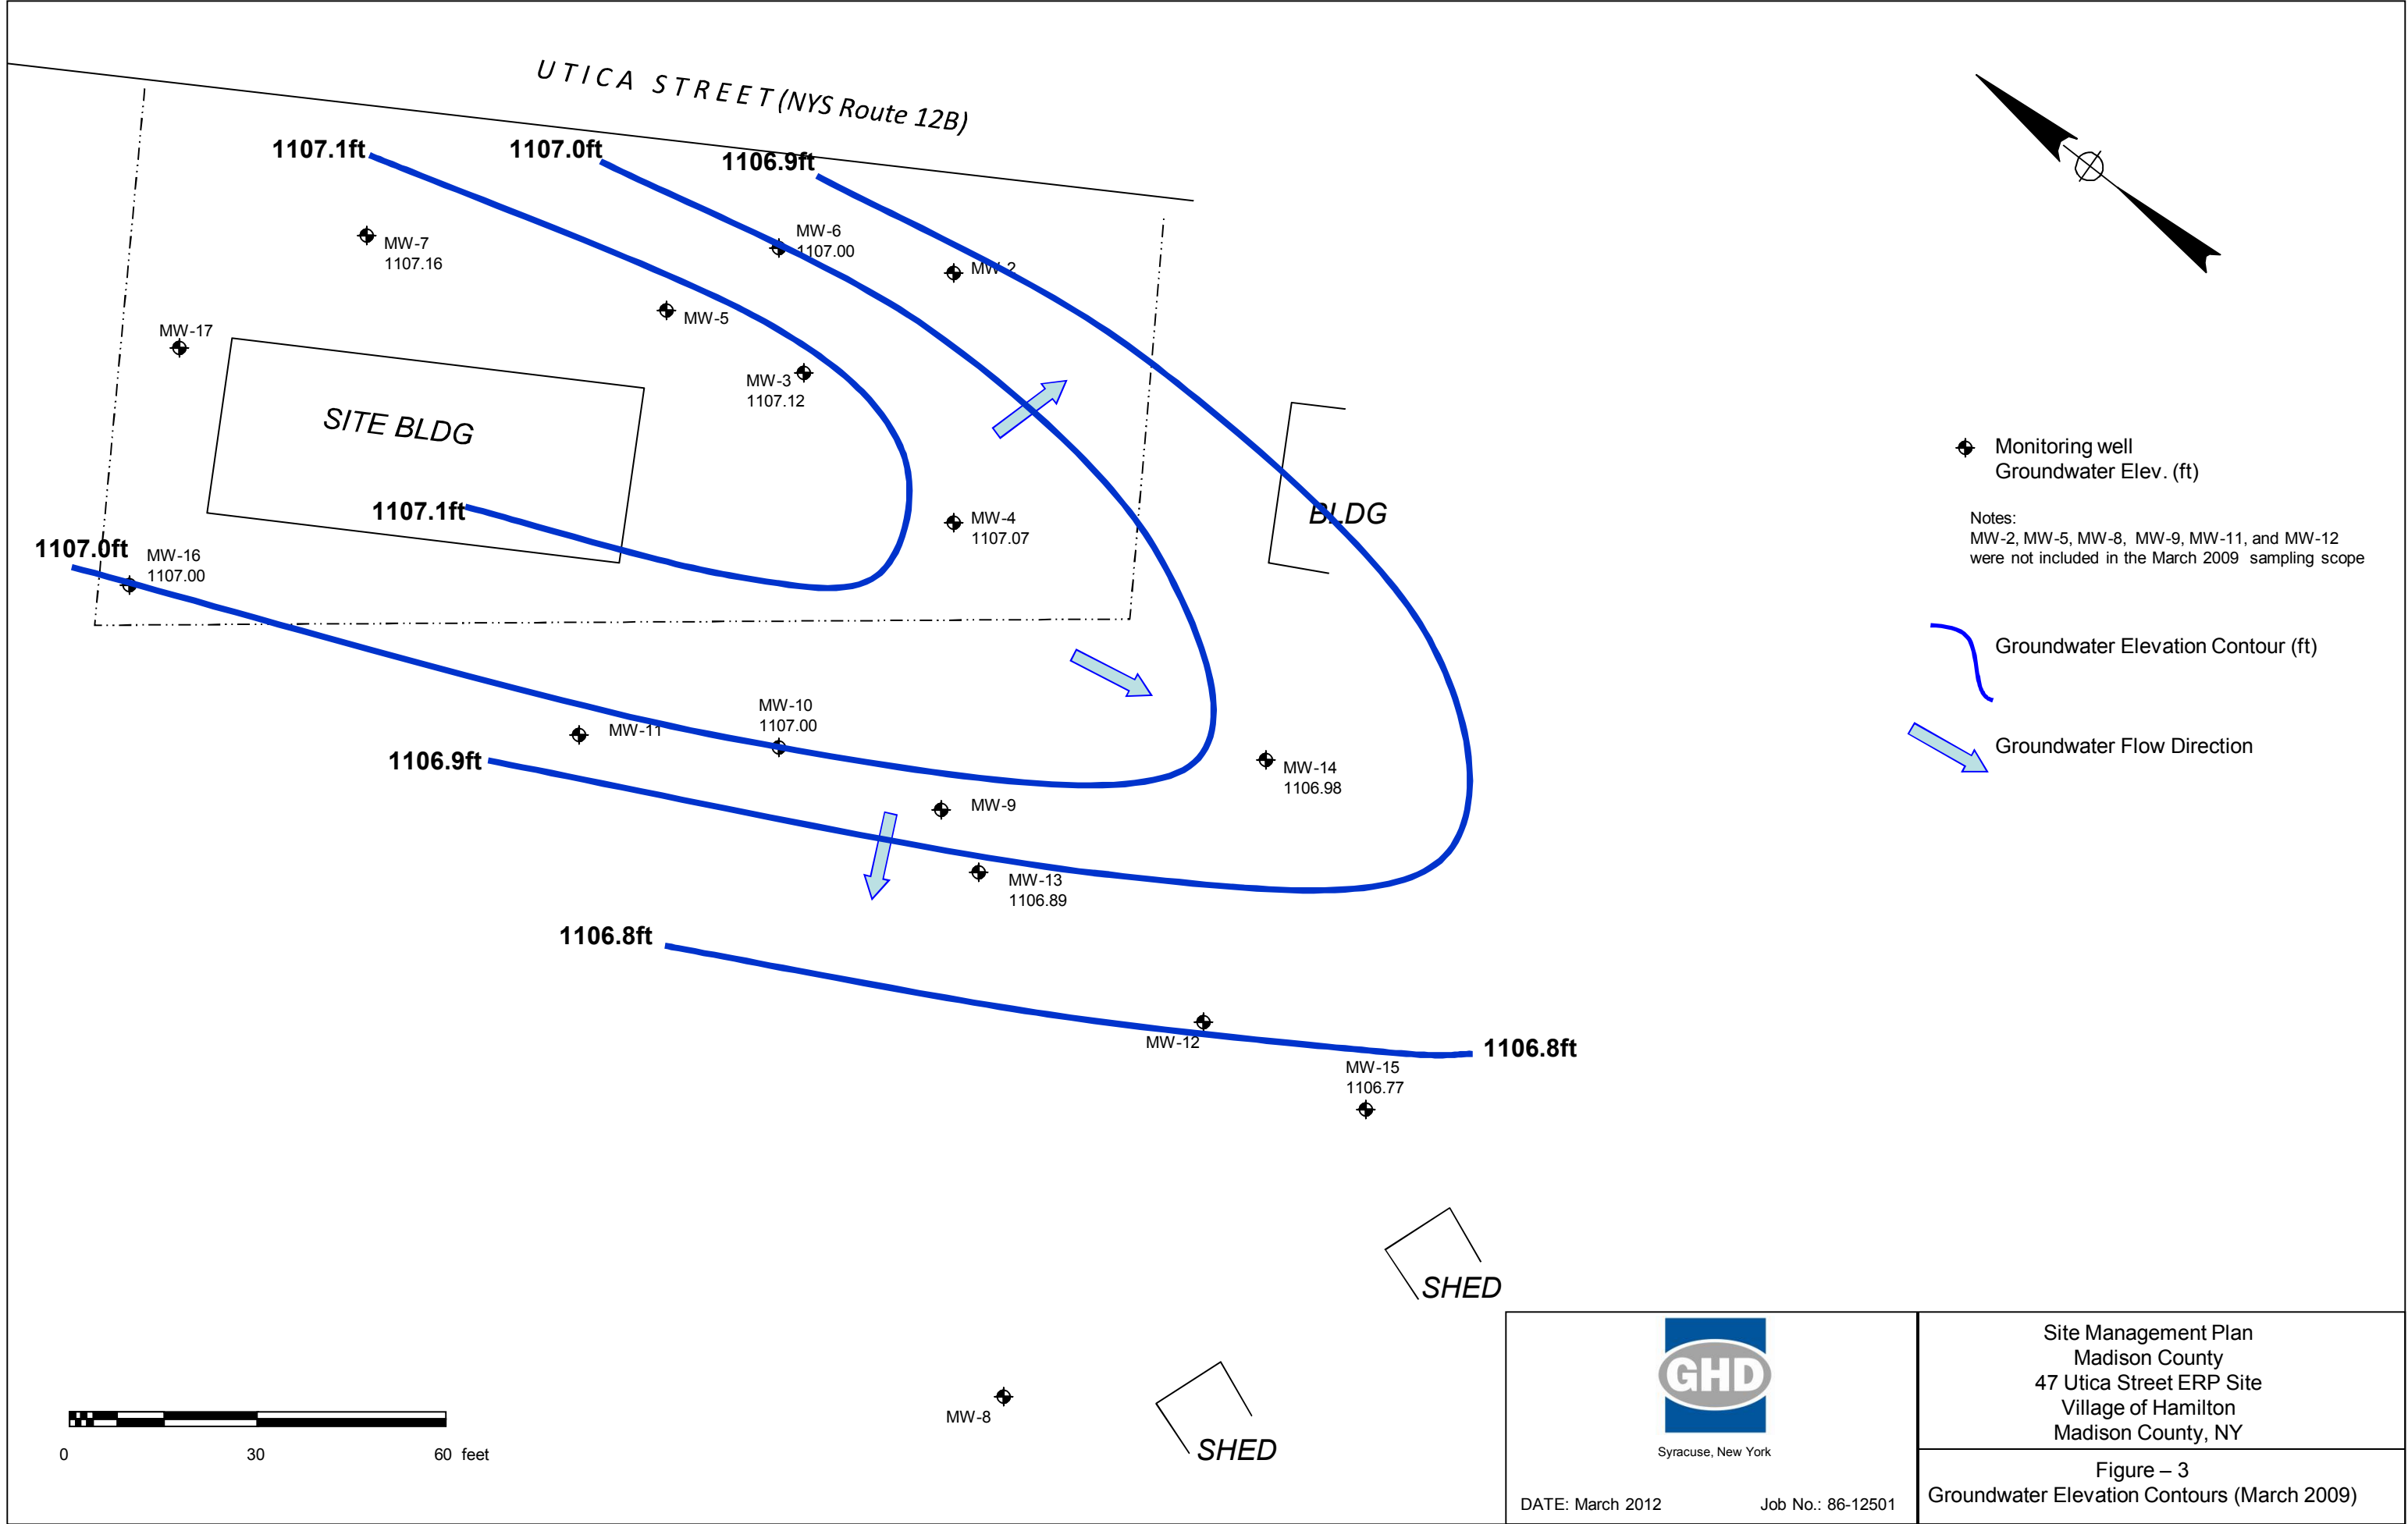 UTICA STREET (NYS Route 12B)
1107.1ft
1107.0ft
1106.9ft
MW-7
1107.16
MW-6
1107.00
MW-2
MW-5
MW-17
MW-3
1107.12
SITE BLDG
1107.1ft
MW-4
1107.07
BLDG
1107.0ft
MW-16
1107.00
MW-10
1107.00
MW-11
1106.9ft
MW-14
1106.98
MW-9
MW-13
1106.89
1106.8ft
MW-12
1106.8ft
MW-15
1106.77
SHED
MW-8
SHED
0 30 60 feet
Monitoring well
Groundwater Elev. (ft)
Notes:
MW-2, MW-5, MW-8, MW-9, MW-11, and MW-12
were not included in the March 2009 sampling scope
Groundwater Elevation Contour (ft)
Groundwater Flow Direction
GHD
Syracuse, New York
DATE: March 2012 Job No.: 86-12501
Site Management Plan
Madison County
47 Utica Street ERP Site
Village of Hamilton
Madison County, NY
Figure – 3
Groundwater Elevation Contours (March 2009)